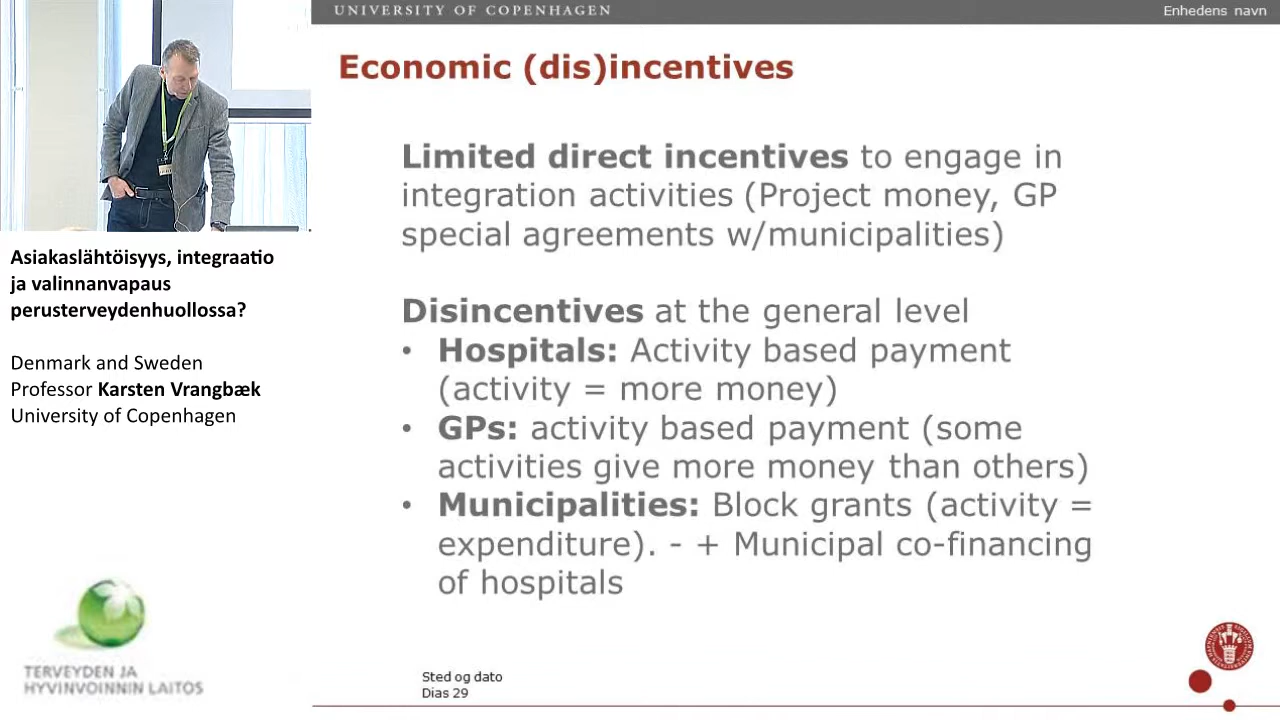 UNIVERSITY OF COPENHAGEN
Enhedens navn
Economic (dis)incentives
Limited direct incentives to engage in
integration activities (Project money, GP
special agreements w/municipalities)
Disincentives at the general level
• Hospitals: Activity based payment
(activity = more money)
• GPs: activity based payment (some
activities give more money than others)
• Municipalities: Block grants (activity =
expenditure). - + Municipal co-financing
of hospitals
Sted og dato
Dias 29
Asiakaslähtöisyys, integraatio
ja valinnanvapaus
perusterveydenhuollossa?
Denmark and Sweden
Professor Karsten Vrangbæk
University of Copenhagen
TERVEYDEN JA
HYVINVOINNIN LAITOS